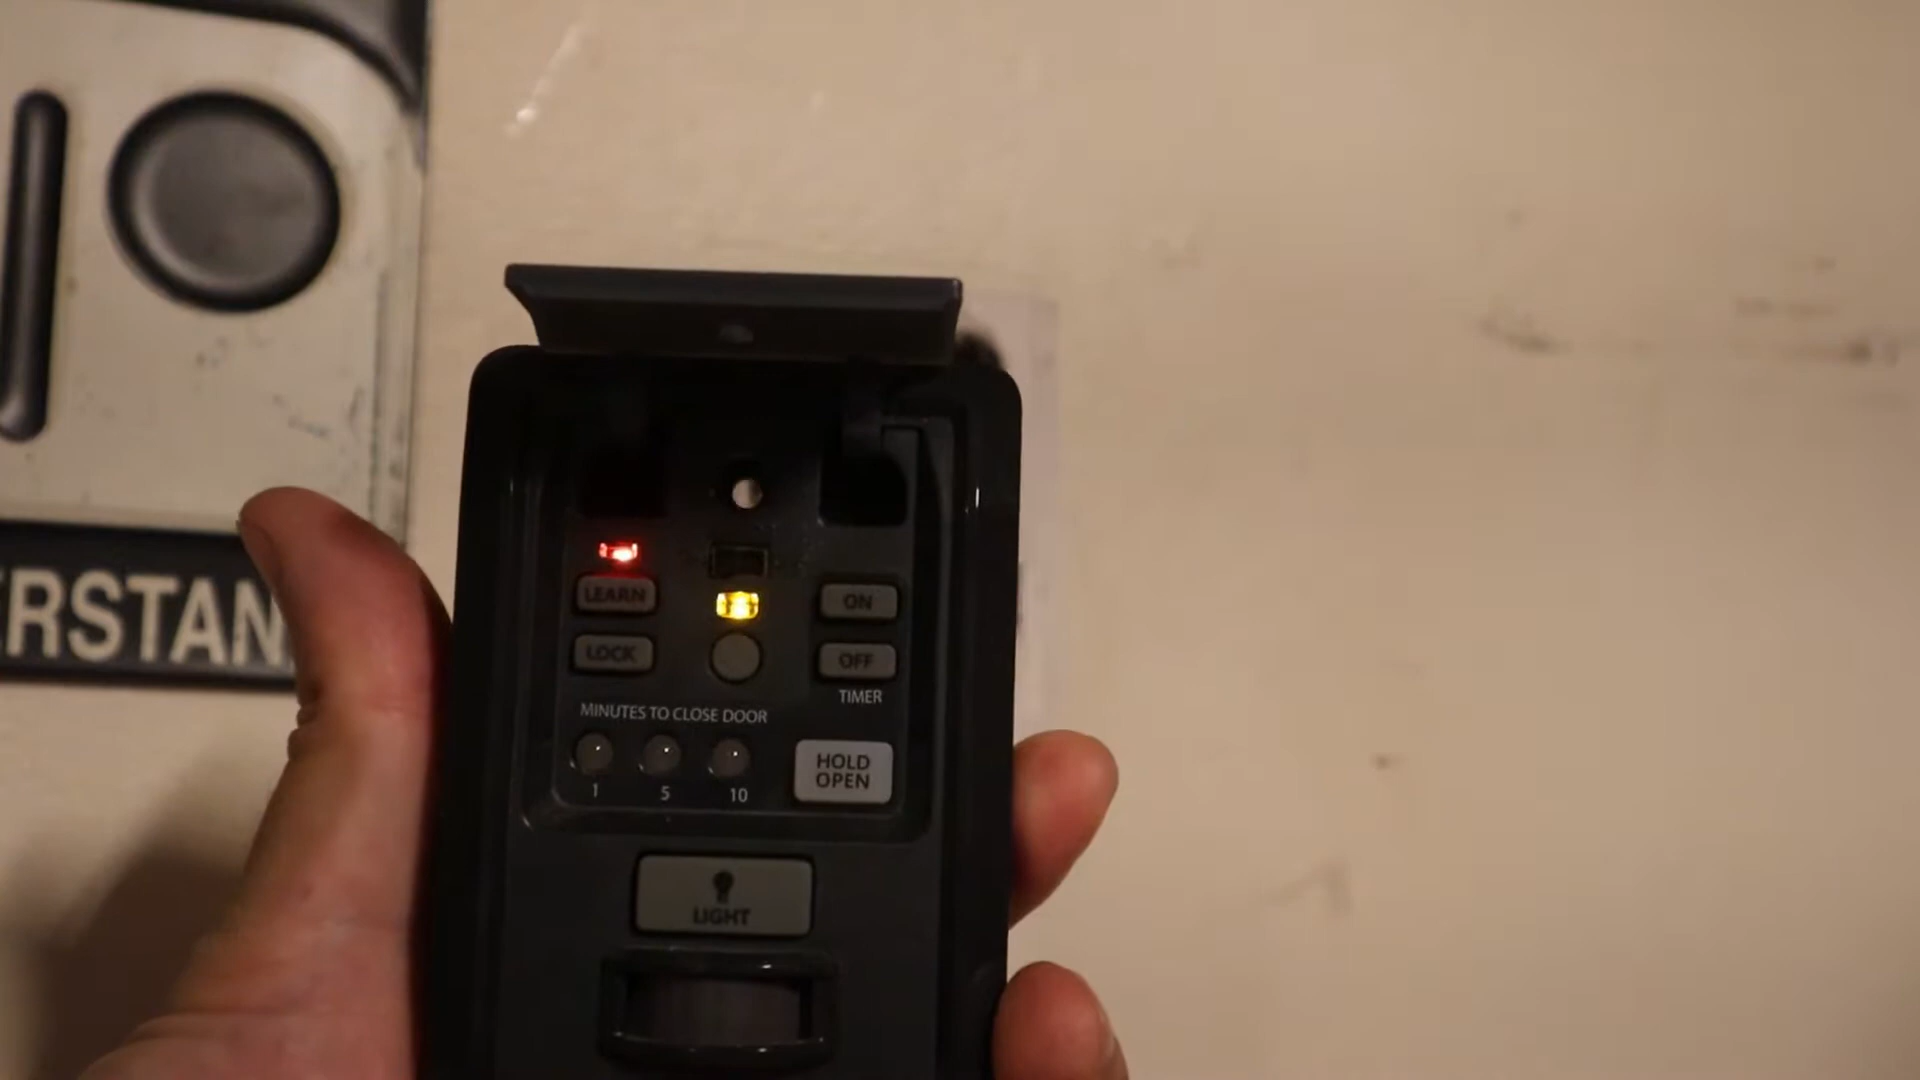 ERSTAN
LEARN
ON
LOCK
OFF
TIMER
MINUTES TO CLOSE DOOR
HOLD
OPEN
1 5 10
LIGHT